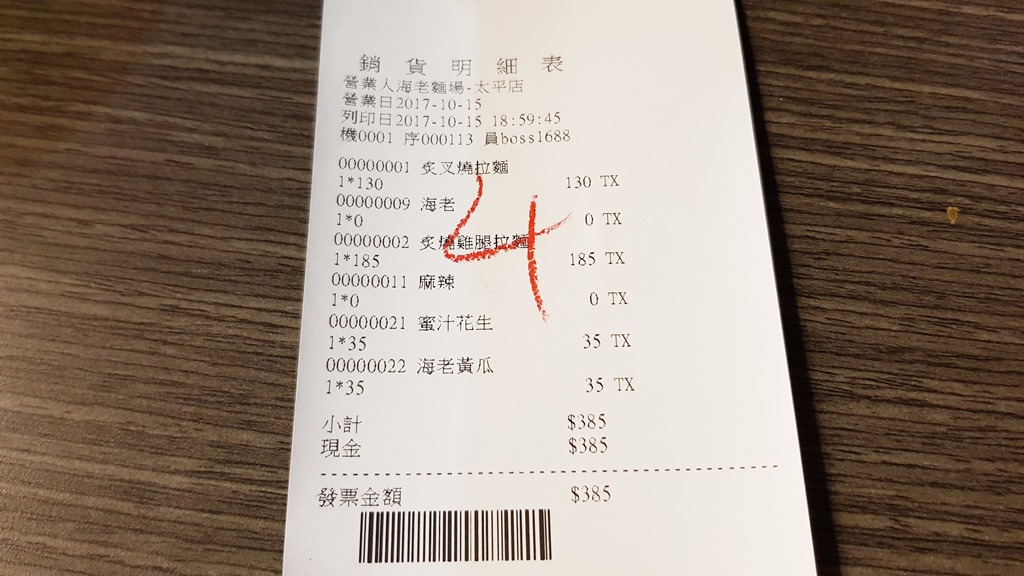 銷貨明細表
營業人海老麵場-太平店
營業日2017-10-15
列印日2017-10-15 18:59:45
機0001 序000113 員boss1688
00000001 炙叉燒拉麵
1*130 130 TX
00000009 海老
1*0 0 TX
00000002 炙燒雞腿拉麵
1*185 185 TX
00000011 麻辣
1*0 0 TX
00000021 蜜汁花生
1*35 35 TX
00000022 海老黃瓜
1*35 35 TX
4
小計 $385
現金 $385
發票金額 $385